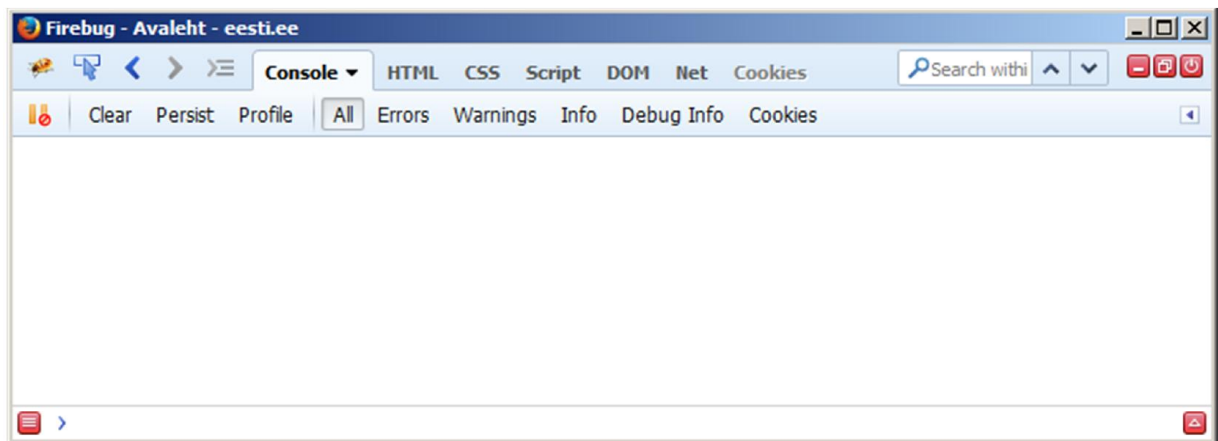 Firebug - Avaleht - eesti.ee
Console HTML CSS Script DOM Net Cookies Search withi
Clear Persist Profile All Errors Warnings Info Debug Info Cookies